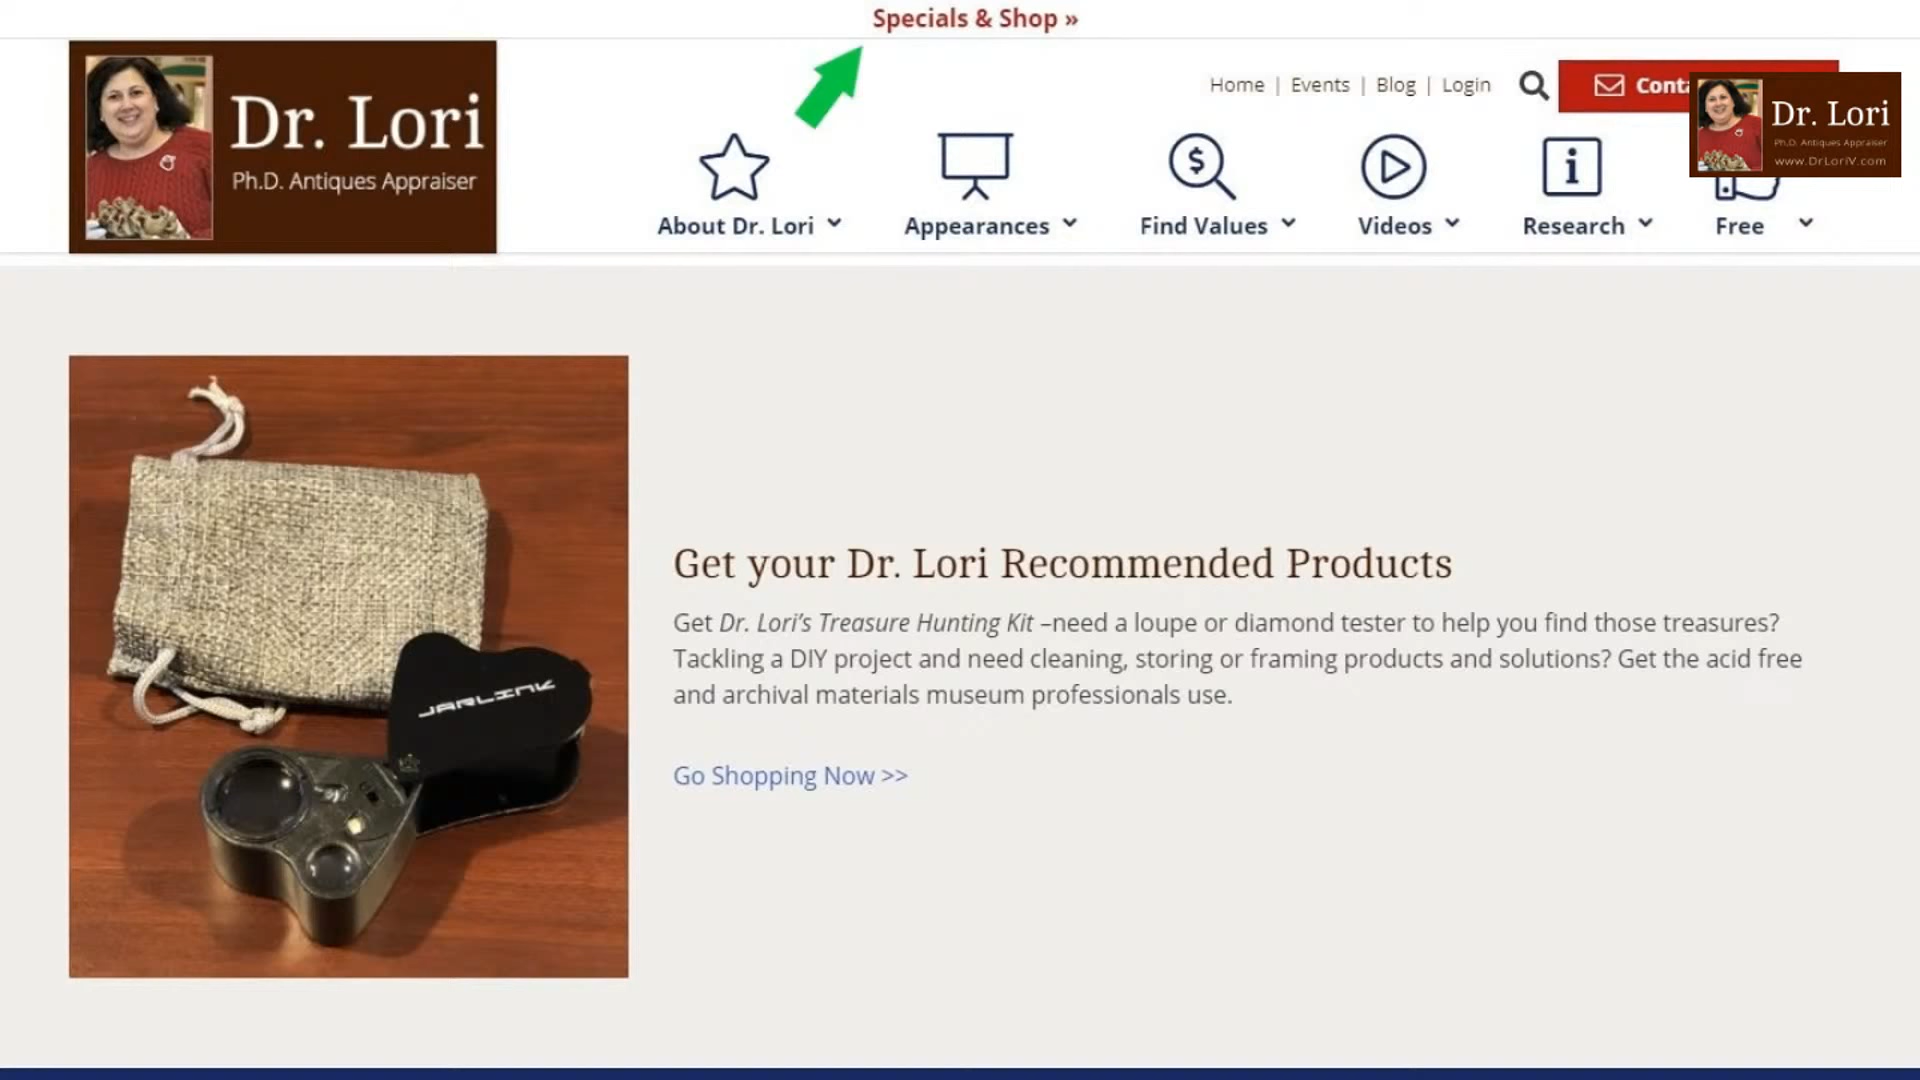 Specials & Shop »
Dr. Lori
Ph.D. Antiques Appraiser
Home | Events | Blog | Login
Conta
Dr. Lori
Ph.D. Antiques Appraiser
www.DrLoriV.com
About Dr. Lori
Appearances
Find Values
Videos
Research
Free
JARLINK
Get your Dr. Lori Recommended Products
Get Dr. Lori's Treasure Hunting Kit –need a loupe or diamond tester to help you find those treasures?
Tackling a DIY project and need cleaning, storing or framing products and solutions? Get the acid free
and archival materials museum professionals use.
Go Shopping Now >>